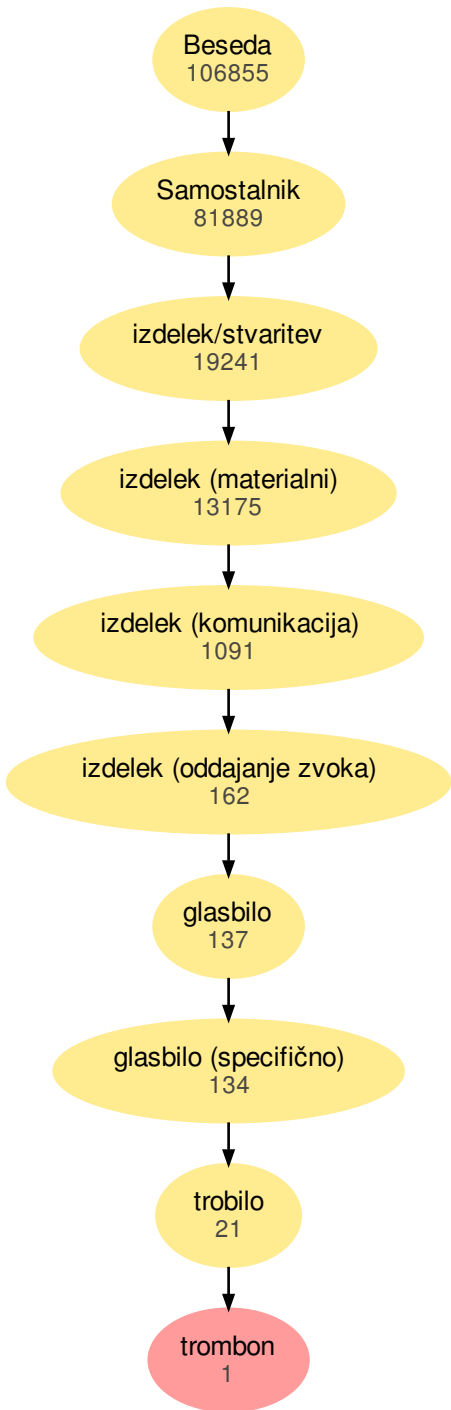 Beseda
106855
Samostalnik
81889
izdelek/stvaritev
19241
izdelek (materialni)
13175
izdelek (komunikacija)
1091
izdelek (oddajanje zvoka)
162
glasbilo
137
glasbilo (specifično)
134
trobilo
21
trombon
1